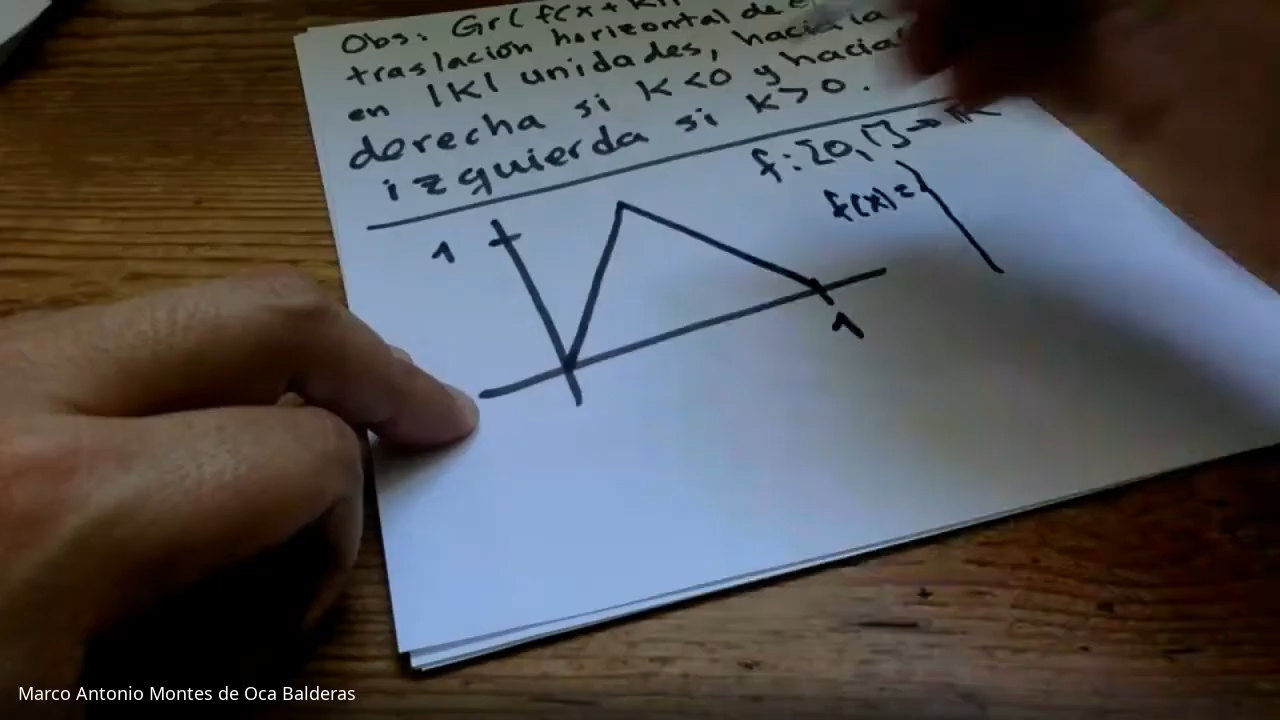 Obs: Gr(f(x+k))
traslación horizontal de
en |K| unidades, hacia la
derecha si K<0 y hacia
izquierda si k>0.
f:[0,1]→ℝ
f(x)={
1
1
Marco Antonio Montes de Oca Balderas